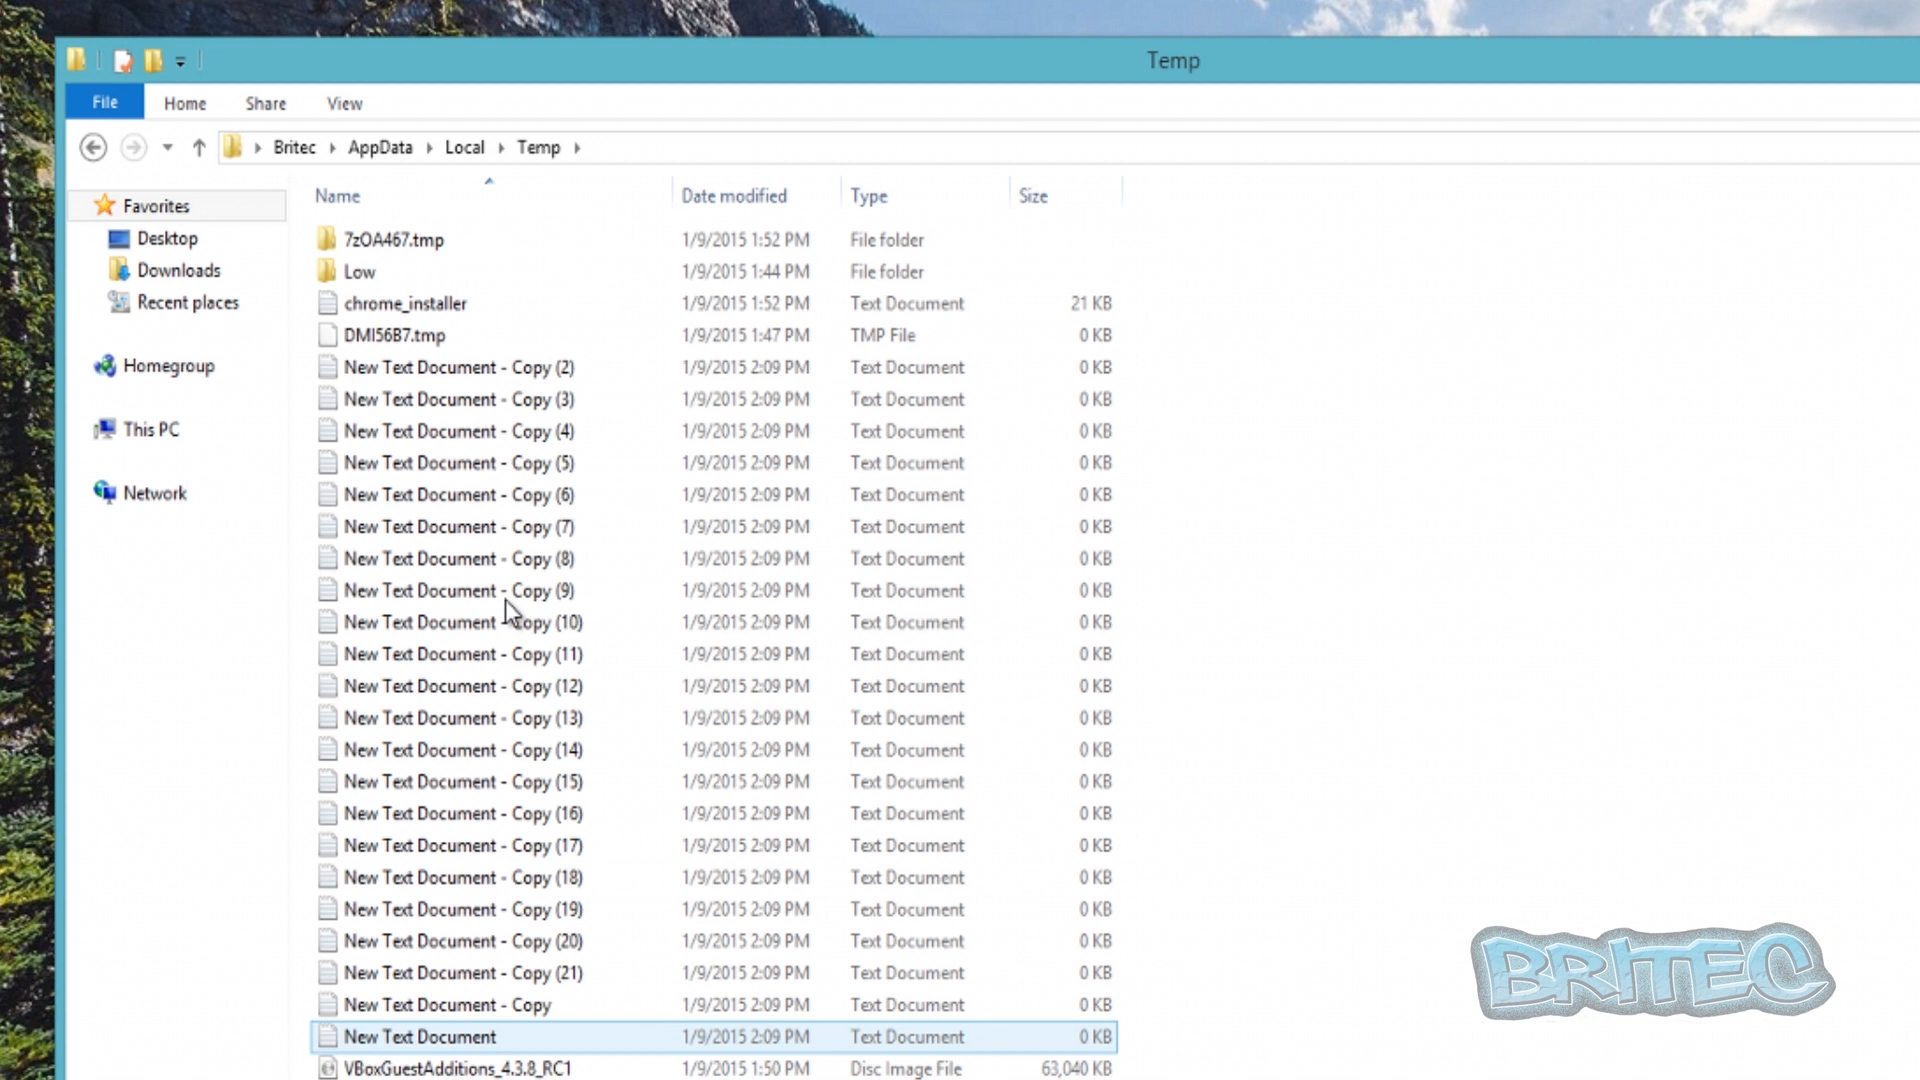 Temp
File Home Share View
Britec AppData Local Temp
Name Date modified Type Size
Favorites
Desktop
Downloads
Recent places
Homegroup
This PC
Network
7zOA467.tmp 1/9/2015 1:52 PM File folder
Low 1/9/2015 1:44 PM File folder
chrome_installer 1/9/2015 1:52 PM Text Document 21 KB
DMI56B7.tmp 1/9/2015 1:47 PM TMP File 0 KB
New Text Document - Copy (2) 1/9/2015 2:09 PM Text Document 0 KB
New Text Document - Copy (3) 1/9/2015 2:09 PM Text Document 0 KB
New Text Document - Copy (4) 1/9/2015 2:09 PM Text Document 0 KB
New Text Document - Copy (5) 1/9/2015 2:09 PM Text Document 0 KB
New Text Document - Copy (6) 1/9/2015 2:09 PM Text Document 0 KB
New Text Document - Copy (7) 1/9/2015 2:09 PM Text Document 0 KB
New Text Document - Copy (8) 1/9/2015 2:09 PM Text Document 0 KB
New Text Document - Copy (9) 1/9/2015 2:09 PM Text Document 0 KB
New Text Document - Copy (10) 1/9/2015 2:09 PM Text Document 0 KB
New Text Document - Copy (11) 1/9/2015 2:09 PM Text Document 0 KB
New Text Document - Copy (12) 1/9/2015 2:09 PM Text Document 0 KB
New Text Document - Copy (13) 1/9/2015 2:09 PM Text Document 0 KB
New Text Document - Copy (14) 1/9/2015 2:09 PM Text Document 0 KB
New Text Document - Copy (15) 1/9/2015 2:09 PM Text Document 0 KB
New Text Document - Copy (16) 1/9/2015 2:09 PM Text Document 0 KB
New Text Document - Copy (17) 1/9/2015 2:09 PM Text Document 0 KB
New Text Document - Copy (18) 1/9/2015 2:09 PM Text Document 0 KB
New Text Document - Copy (19) 1/9/2015 2:09 PM Text Document 0 KB
New Text Document - Copy (20) 1/9/2015 2:09 PM Text Document 0 KB
New Text Document - Copy (21) 1/9/2015 2:09 PM Text Document 0 KB
New Text Document - Copy 1/9/2015 2:09 PM Text Document 0 KB
New Text Document 1/9/2015 2:09 PM Text Document 0 KB
VBoxGuestAdditions_4.3.8_RC1 1/9/2015 1:50 PM Disc Image File 63,040 KB
BRITEC